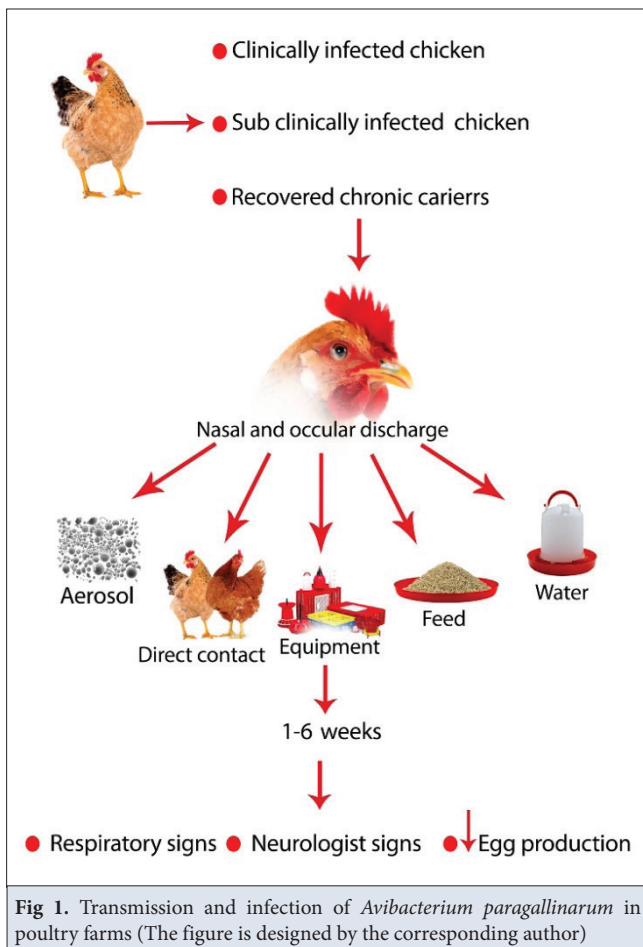 Clinically infected chicken
Sub clinically infected chicken
Recovered chronic carierrs
Nasal and occular discharge
Aerosol
Direct contact
Equipment
Feed
Water
1-6 weeks
Respiratory signs Neurologist signs Egg production
Fig 1. Transmission and infection of Avibacterium paragallinarum in
poultry farms (The figure is designed by the corresponding author)